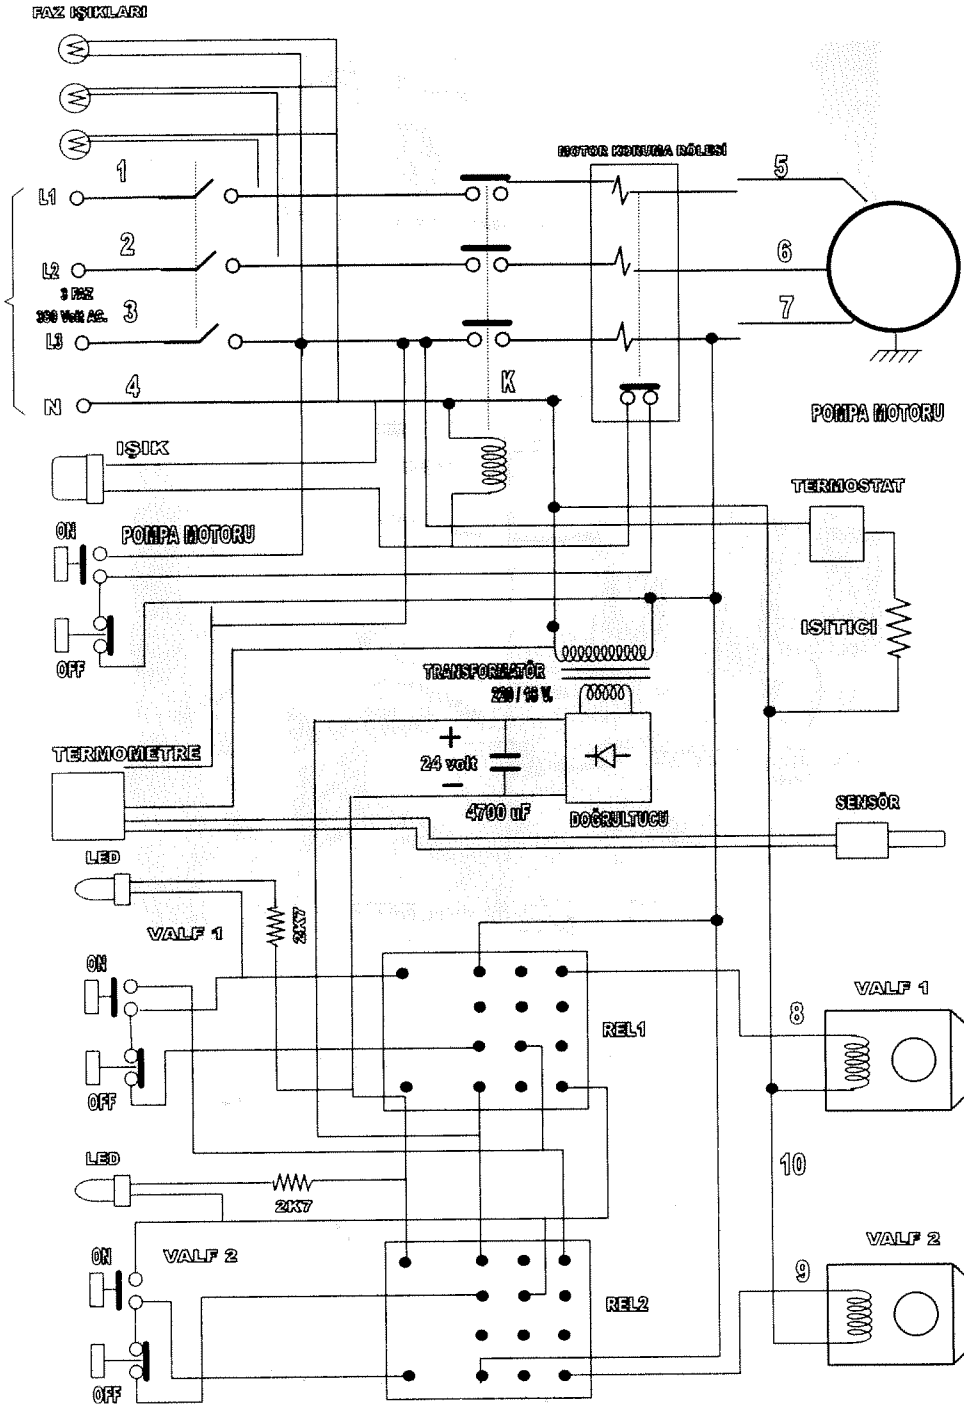 FAZ IŞIKLARI
1
MOTOR KORUMA RÖLESİ
5
L1
2
6
L2
3 FAZ
380 Volt AC.
3
7
L3
K
4
N
POMPA MOTORU
IŞIK
TERMOSTAT
ON
POMPA MOTORU
ISITICI
OFF
TRANSFORMATÖR
220 / 18 V.
+
TERMOMETRE
24 volt
−
SENSÖR
4700 uF
DOĞRULTUCU
LED
2K7
VALF 1
ON
VALF 1
8
REL1
OFF
LED
10
2K7
VALF 2
ON
VALF 2
9
REL2
OFF